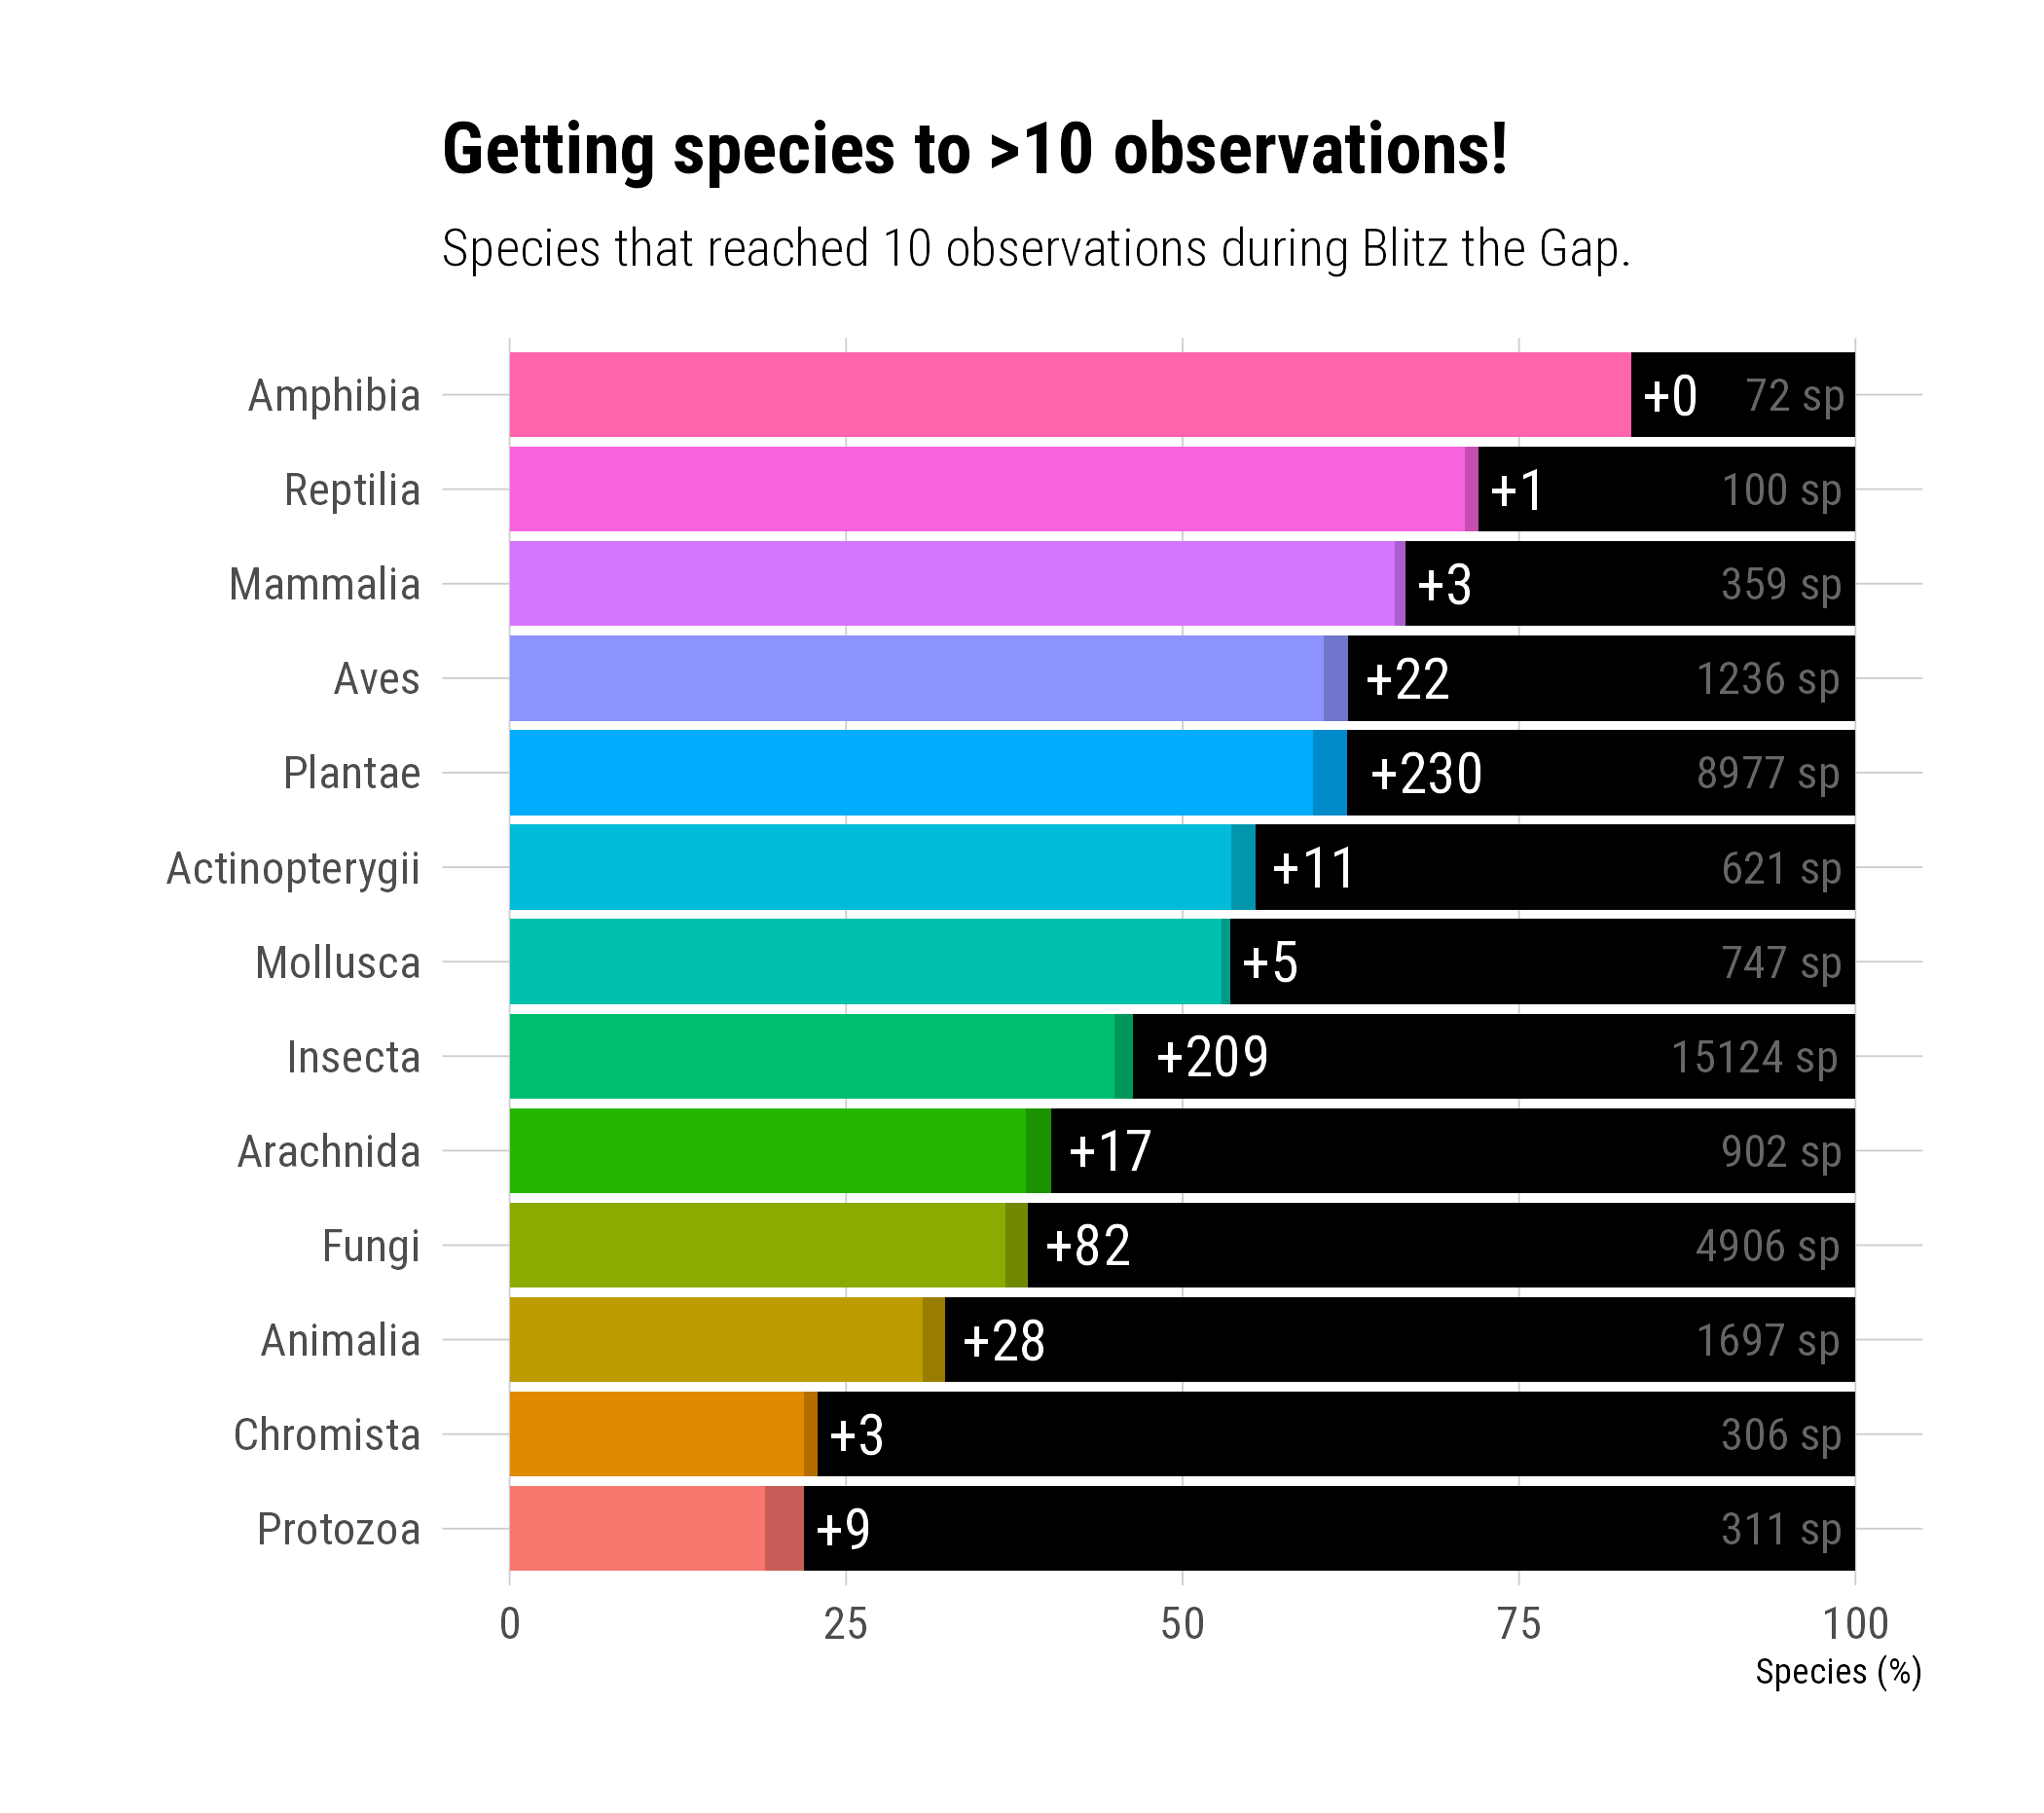 Getting species to >10 observations!
Species that reached 10 observations during Blitz the Gap.
Amphibia +0 72 sp
Reptilia +1 100 sp
Mammalia +3 359 sp
Aves +22 1236 sp
Plantae +230 8977 sp
Actinopterygii +11 621 sp
Mollusca +5 747 sp
Insecta +209 15124 sp
Arachnida +17 902 sp
Fungi +82 4906 sp
Animalia +28 1697 sp
Chromista +3 306 sp
Protozoa +9 311 sp
0 25 50 75 100
Species (%)